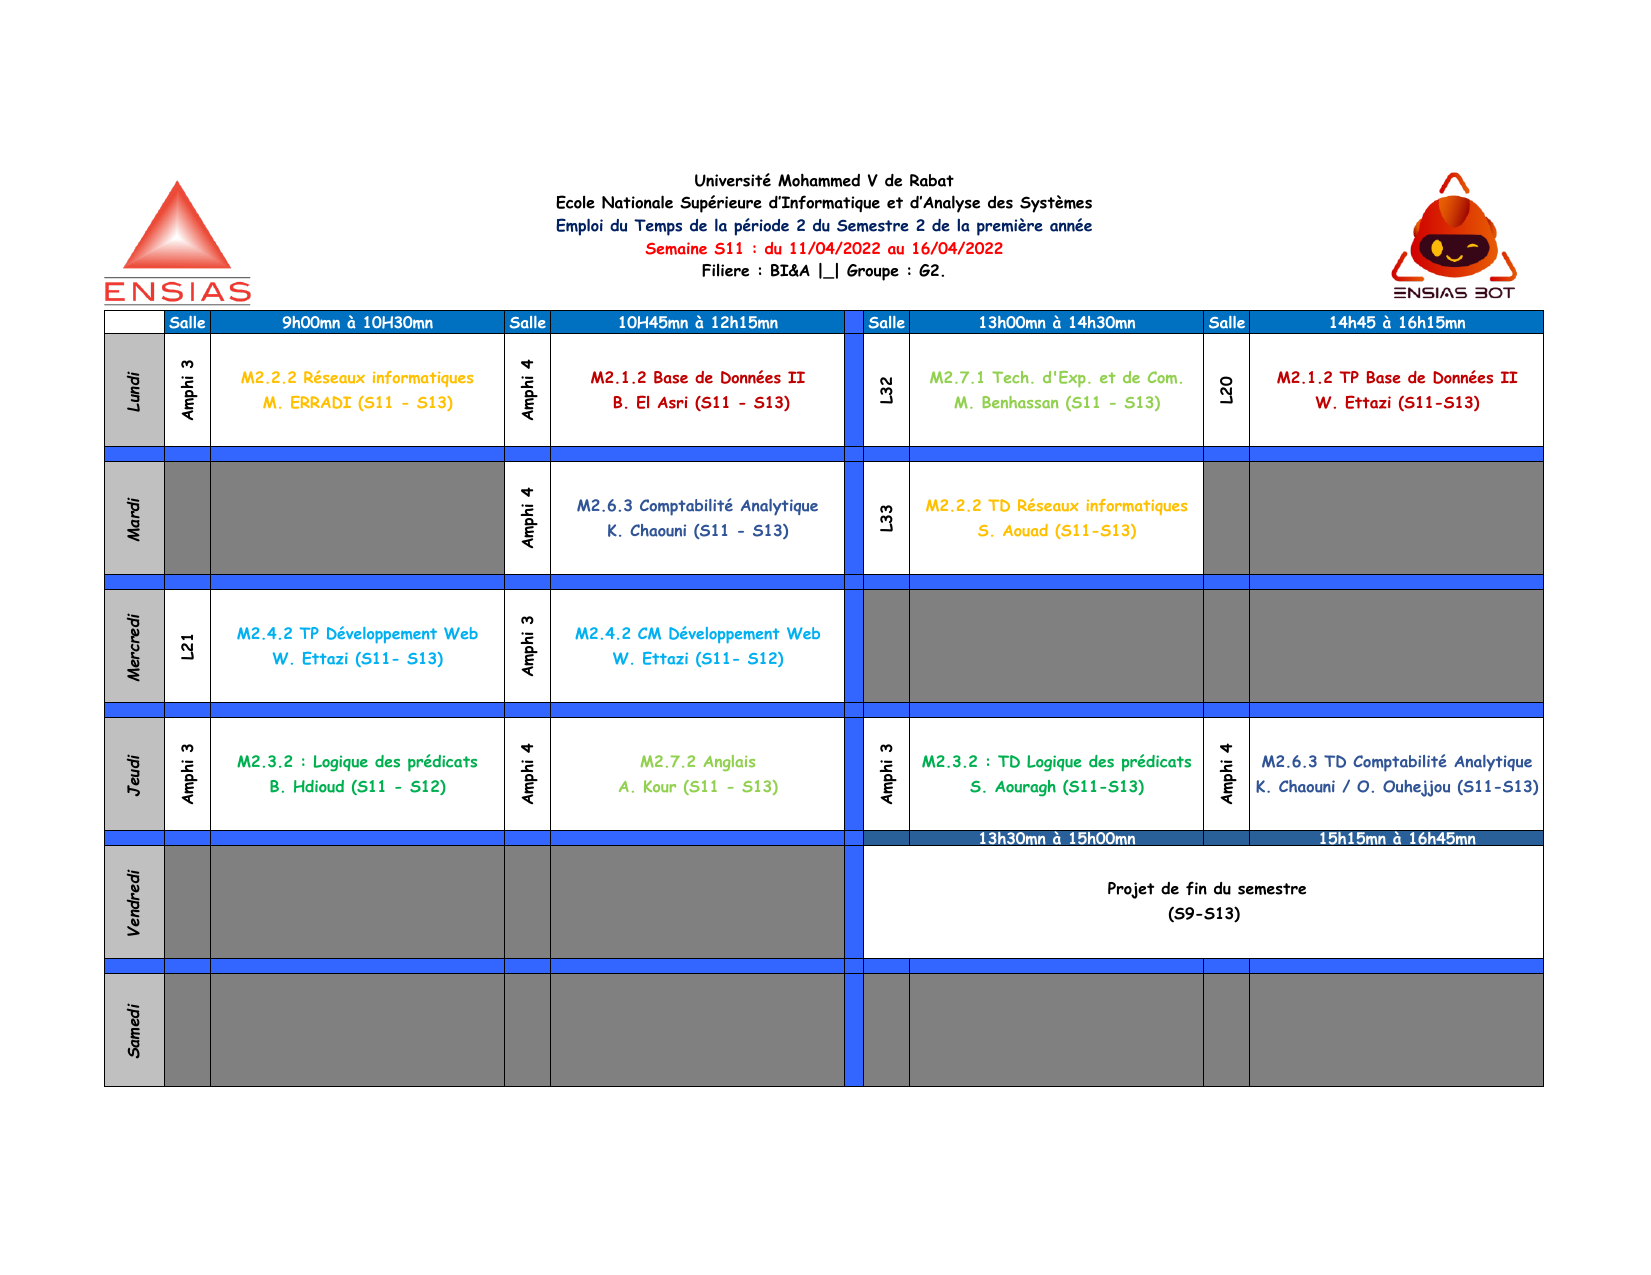 Université Mohammed V de Rabat
Ecole Nationale Supérieure d’Informatique et d’Analyse des Systèmes
Emploi du Temps de la période 2 du Semestre 2 de la première année
Semaine S11 : du 11/04/2022 au 16/04/2022
Filiere : BI&A |_| Groupe : G2.
ENSIAS
ENSIAS BOT
Salle 9h00mn à 10H30mn Salle 10H45mn à 12h15mn Salle 13h00mn à 14h30mn Salle 14h45 à 16h15mn
Lundi
Amphi 3
M2.2.2 Réseaux informatiques
M. ERRADI (S11 - S13)
Amphi 4
M2.1.2 Base de Données II
B. El Asri (S11 - S13)
L32
M2.7.1 Tech. d'Exp. et de Com.
M. Benhassan (S11 - S13)
L20
M2.1.2 TP Base de Données II
W. Ettazi (S11-S13)
Mardi
Amphi 4
M2.6.3 Comptabilité Analytique
K. Chaouni (S11 - S13)
L33
M2.2.2 TD Réseaux informatiques
S. Aouad (S11-S13)
Mercredi
L21
M2.4.2 TP Développement Web
W. Ettazi (S11- S13)
Amphi 3
M2.4.2 CM Développement Web
W. Ettazi (S11- S12)
Jeudi
Amphi 3
M2.3.2 : Logique des prédicats
B. Hdioud (S11 - S12)
Amphi 4
M2.7.2 Anglais
A. Kour (S11 - S13)
Amphi 3
M2.3.2 : TD Logique des prédicats
S. Aouragh (S11-S13)
Amphi 4
M2.6.3 TD Comptabilité Analytique
K. Chaouni / O. Ouhejjou (S11-S13)
13h30mn à 15h00mn 15h15mn à 16h45mn
Vendredi
Projet de fin du semestre
(S9-S13)
Samedi